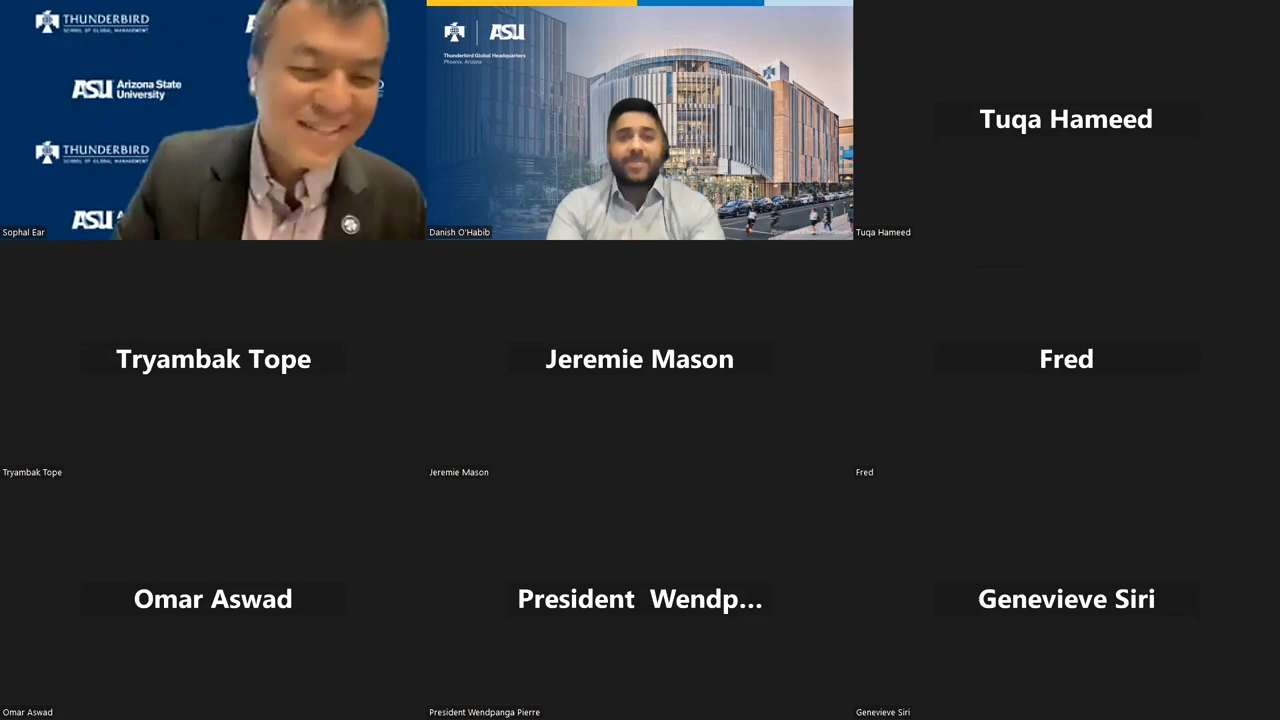 THUNDERBIRD
SCHOOL OF GLOBAL MANAGEMENT
ASU Arizona State
University
THUNDERBIRD
SCHOOL OF GLOBAL MANAGEMENT
ASU
Sophal Ear
ASU
Thunderbird Global Headquarters
Phoenix, Arizona
Danish O'Habib
Tuqa Hameed
Tuqa Hameed
Tryambak Tope
Tryambak Tope
Jeremie Mason
Jeremie Mason
Fred
Fred
Omar Aswad
Omar Aswad
President Wendp...
President Wendpanga Pierre
Genevieve Siri
Genevieve Siri